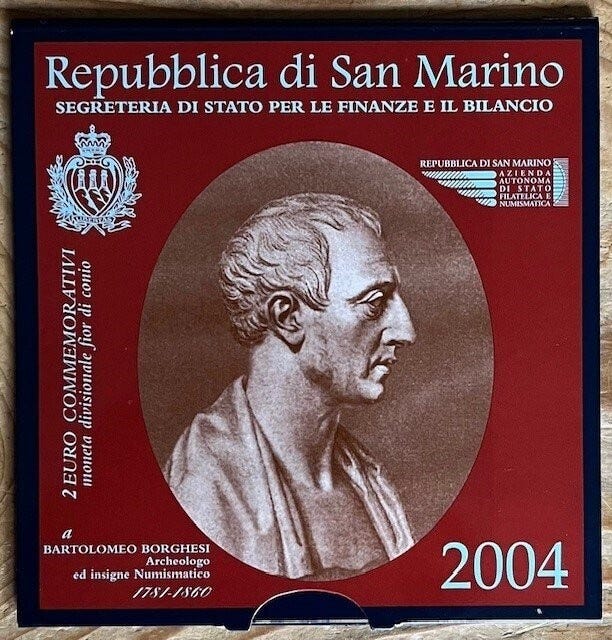 Repubblica di San Marino
SEGRETERIA DI STATO PER LE FINANZE E IL BILANCIO
REPUBBLICA DI SAN MARINO
AZIENDA
AUTONOMA
DI STATO
FILATELICA E
NUMISMATICA
LIBERTAS
2 EURO COMMEMORATIVI
moneta divisionale fior di conio
a
BARTOLOMEO BORGHESI
Archeologo
ed insigne Numismatico
1781-1860
2004